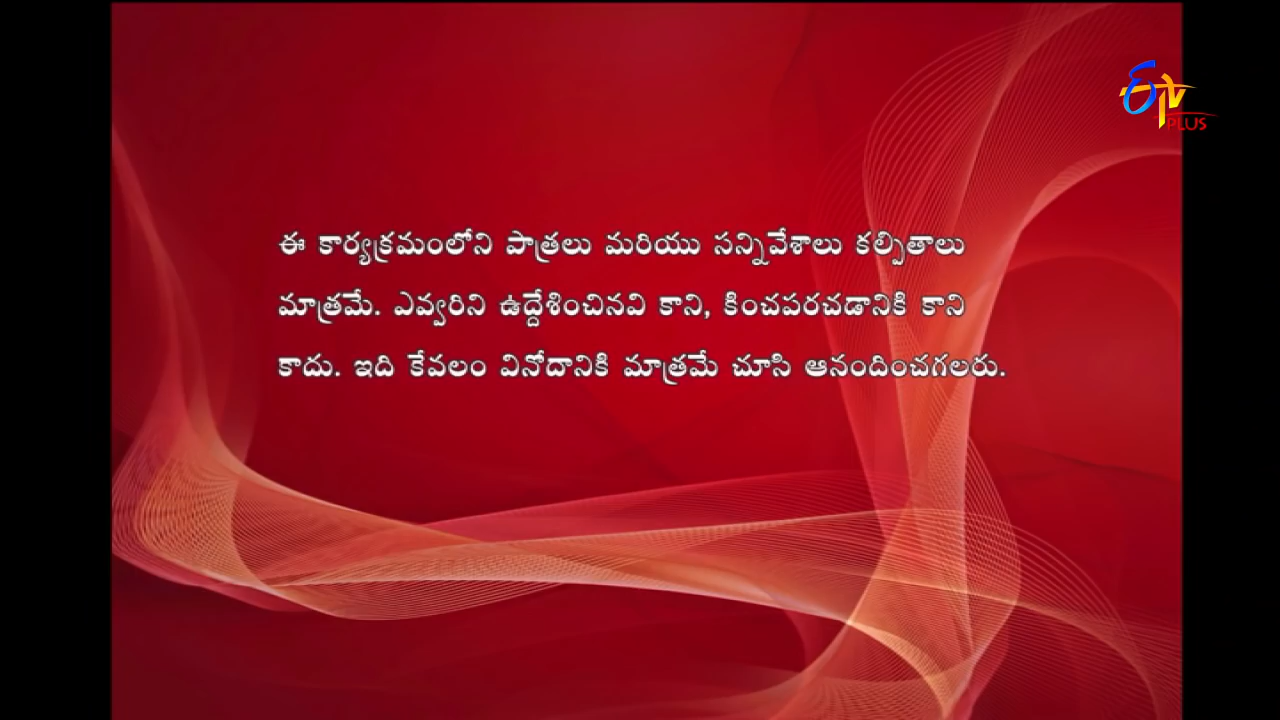 ETV
PLUS
ఈ కార్యక్రమంలోని పాత్రలు మరియు సన్నివేశాలు కల్పితాలు
మాత్రమే. ఎవ్వరిని ఉద్దేశించినవి కాని, కించపరచడానికి కాని
కాదు. ఇది కేవలం వినోదానికి మాత్రమే చూసి ఆనందించగలరు.